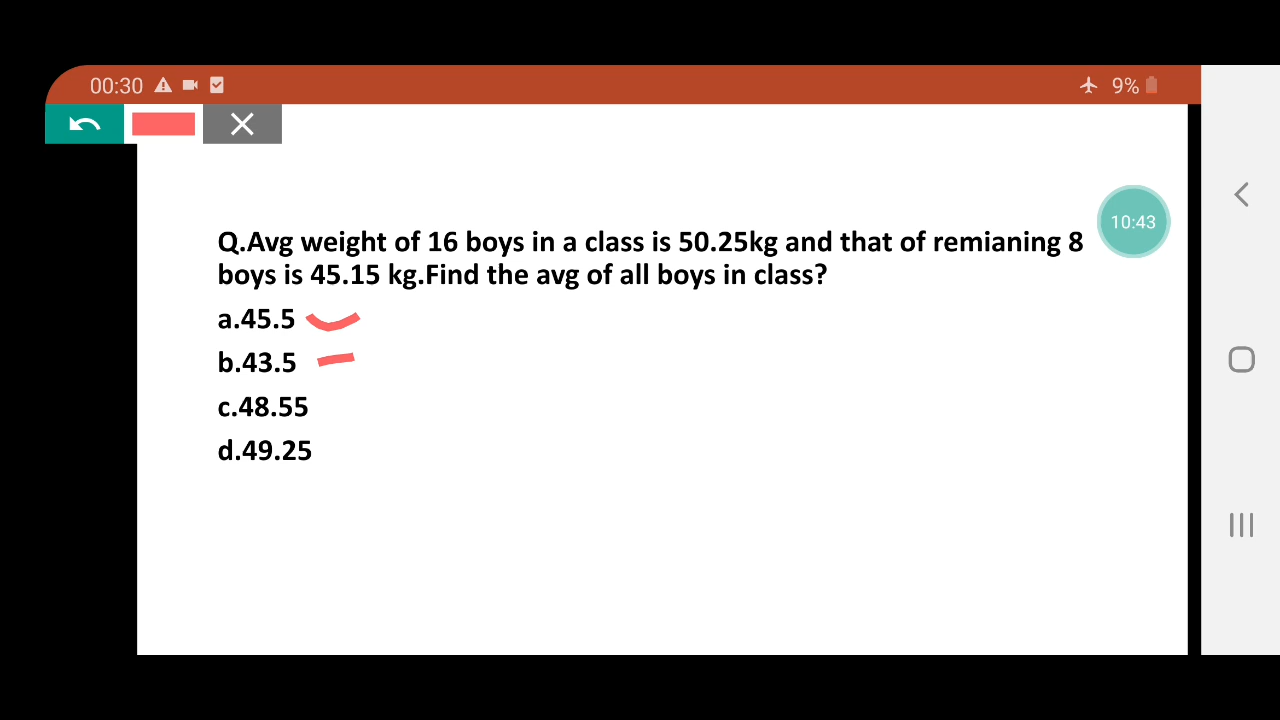 00:30 9%
10:43
Q.Avg weight of 16 boys in a class is 50.25kg and that of remianing 8
boys is 45.15 kg.Find the avg of all boys in class?
a.45.5
b.43.5
c.48.55
d.49.25